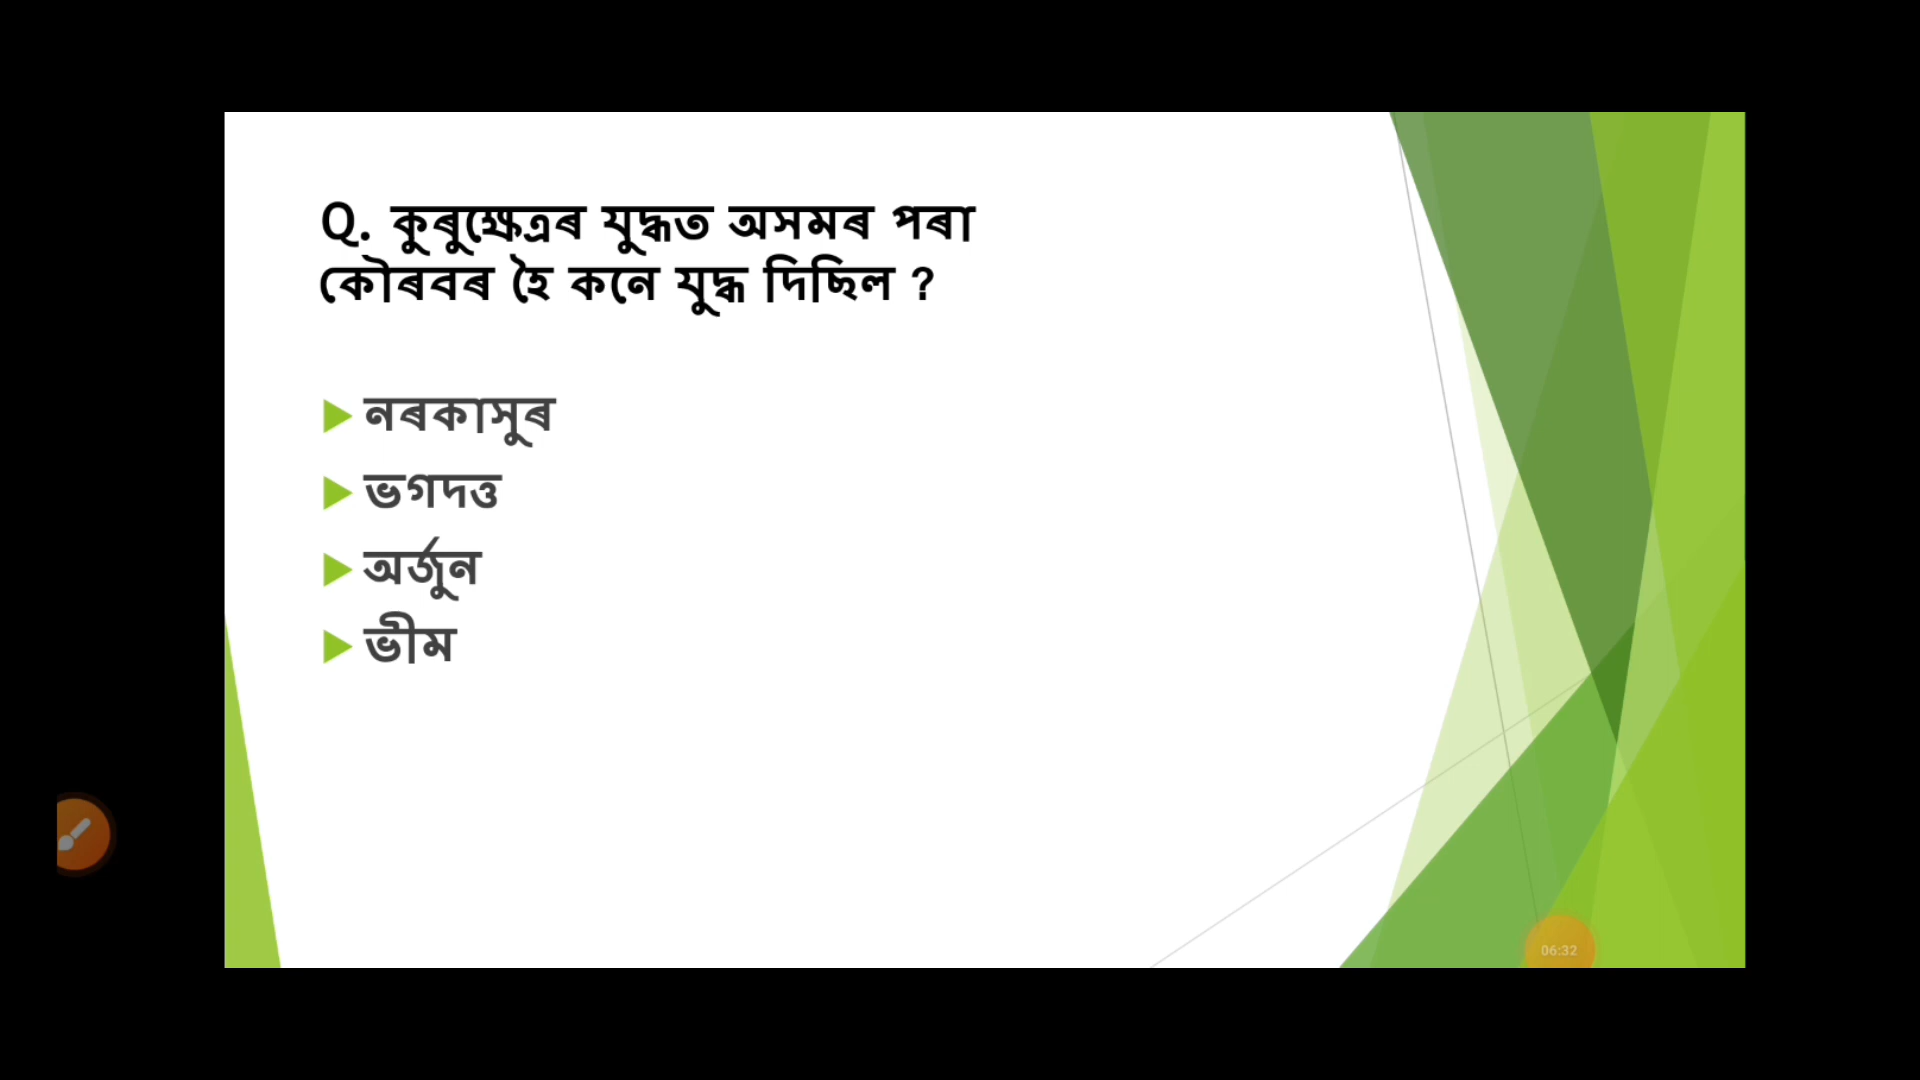 Q. কুৰুক্ষেত্ৰৰ যুদ্ধত অসমৰ পৰা
কৌৰবৰ হৈ কনে যুদ্ধ দিছিল ?
নৰকাসুৰ
ভগদত্ত
অৰ্জুন
ভীম
06:32